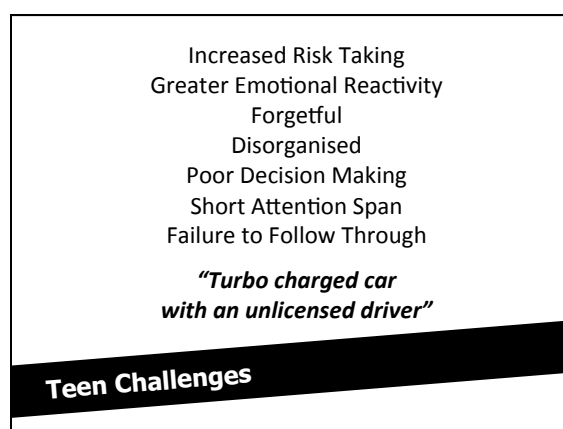 Increased Risk Taking
Greater Emotional Reactivity
Forgetful
Disorganised
Poor Decision Making
Short Attention Span
Failure to Follow Through
“Turbo charged car
with an unlicensed driver”
Teen Challenges